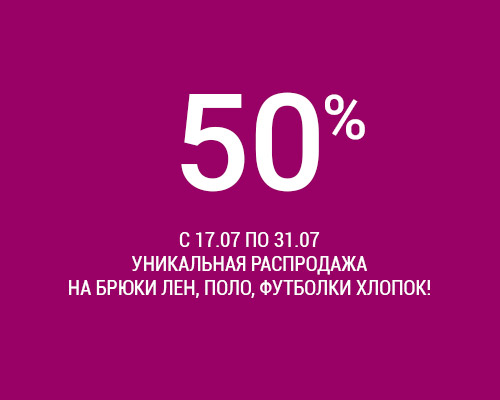 50%
С 17.07 ПО 31.07
УНИКАЛЬНАЯ РАСПРОДАЖА
НА БРЮКИ ЛЕН, ПОЛО, ФУТБОЛКИ ХЛОПОК!